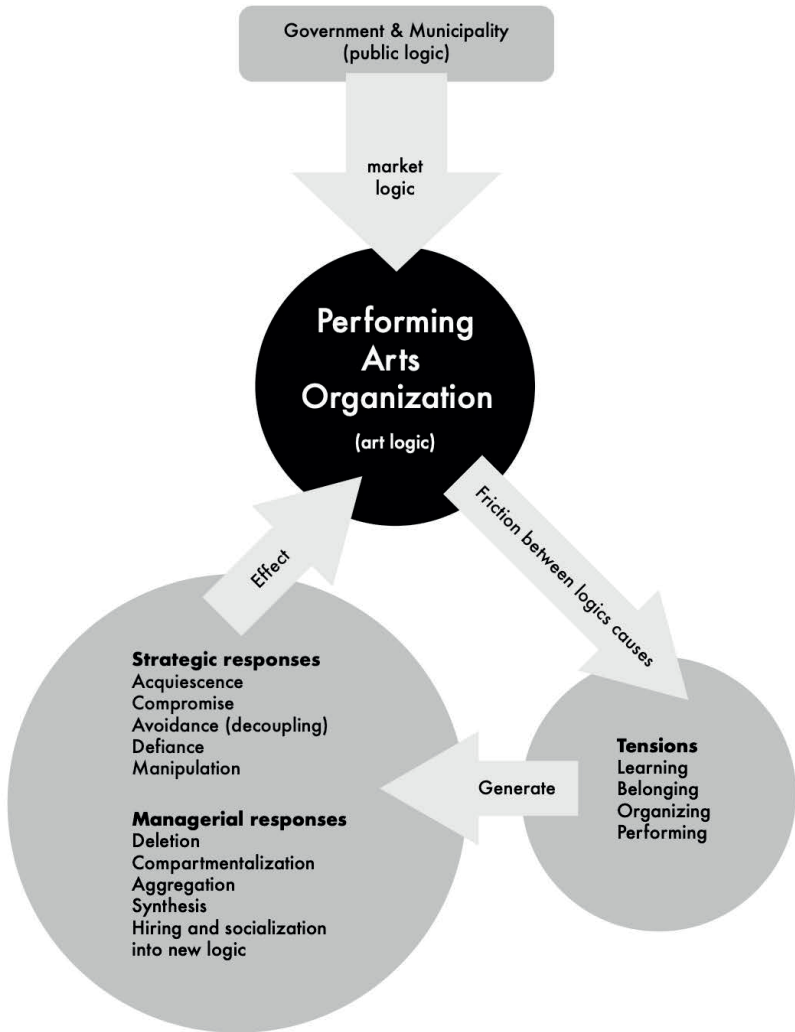 Government & Municipality
(public logic)
market
logic
Performing
Arts
Organization
(art logic)
Friction between logics causes
Tensions
Learning
Belonging
Organizing
Performing
Generate
Strategic responses
Acquiescence
Compromise
Avoidance (decoupling)
Defiance
Manipulation
Managerial responses
Deletion
Compartmentalization
Aggregation
Synthesis
Hiring and socialization
into new logic
Effect